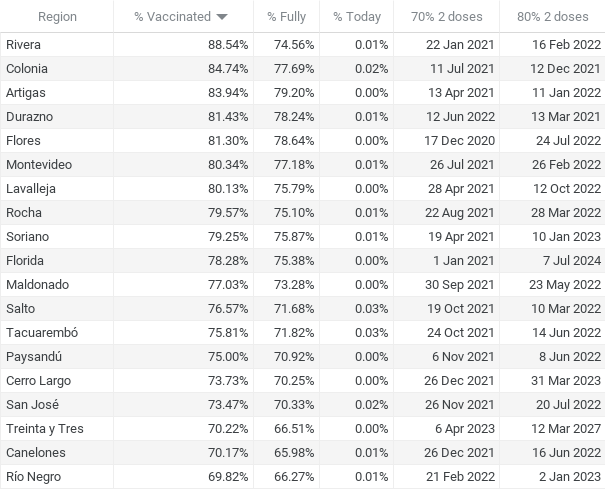 Region % Vaccinated % Fully % Today 70% 2 doses 80% 2 doses
Rivera 88.54% 74.56% 0.01% 22 Jan 2021 16 Feb 2022
Colonia 84.74% 77.69% 0.02% 11 Jul 2021 12 Dec 2021
Artigas 83.94% 79.20% 0.00% 13 Apr 2021 11 Jan 2022
Durazno 81.43% 78.24% 0.01% 12 Jun 2022 13 Mar 2021
Flores 81.30% 78.64% 0.00% 17 Dec 2020 24 Jul 2022
Montevideo 80.34% 77.18% 0.01% 26 Jul 2021 26 Feb 2022
Lavalleja 80.13% 75.79% 0.00% 28 Apr 2021 12 Oct 2022
Rocha 79.57% 75.10% 0.01% 22 Aug 2021 28 Mar 2022
Soriano 79.25% 75.87% 0.01% 19 Apr 2021 10 Jan 2023
Florida 78.28% 75.38% 0.00% 1 Jan 2021 7 Jul 2024
Maldonado 77.03% 73.28% 0.00% 30 Sep 2021 23 May 2022
Salto 76.57% 71.68% 0.03% 19 Oct 2021 10 Mar 2022
Tacuarembó 75.81% 71.82% 0.03% 24 Oct 2021 14 Jun 2022
Paysandú 75.00% 70.92% 0.00% 6 Nov 2021 8 Jun 2022
Cerro Largo 73.73% 70.25% 0.00% 26 Dec 2021 31 Mar 2023
San José 73.47% 70.33% 0.02% 26 Nov 2021 20 Jul 2022
Treinta y Tres 70.22% 66.51% 0.00% 6 Apr 2023 12 Mar 2027
Canelones 70.17% 65.98% 0.01% 26 Dec 2021 16 Jun 2022
Río Negro 69.82% 66.27% 0.01% 21 Feb 2022 2 Jan 2023